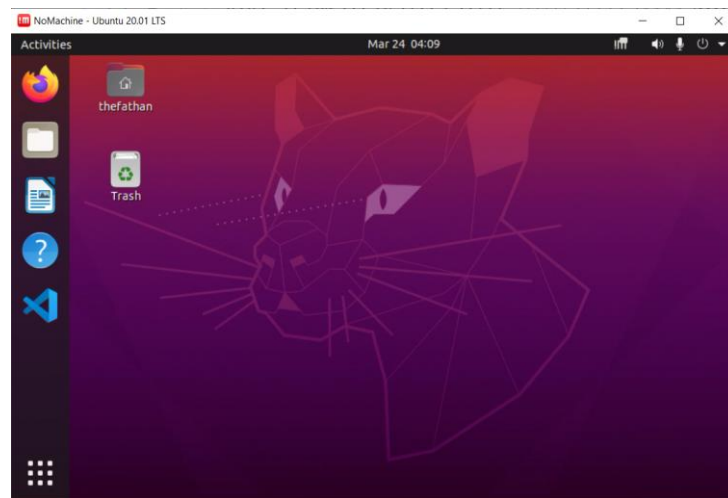 NoMachine - Ubuntu 20.01 LTS
Activities
Mar 24 04:09
thefathan
Trash